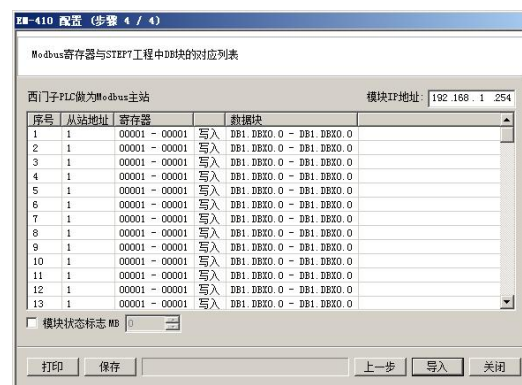 EM-410 配置 (步骤 4 / 4)
Modbus寄存器与STEP7工程中DB块的对应列表
西门子PLC做为Modbus主站 模块IP地址: 192 .168 . 1 .254
序号 从站地址 寄存器 数据块
1 1 00001 - 00001 写入 DB1.DBX0.0 - DB1.DBX0.0
2 1 00001 - 00001 写入 DB1.DBX0.0 - DB1.DBX0.0
3 1 00001 - 00001 写入 DB1.DBX0.0 - DB1.DBX0.0
4 1 00001 - 00001 写入 DB1.DBX0.0 - DB1.DBX0.0
5 1 00001 - 00001 写入 DB1.DBX0.0 - DB1.DBX0.0
6 1 00001 - 00001 写入 DB1.DBX0.0 - DB1.DBX0.0
7 1 00001 - 00001 写入 DB1.DBX0.0 - DB1.DBX0.0
8 1 00001 - 00001 写入 DB1.DBX0.0 - DB1.DBX0.0
9 1 00001 - 00001 写入 DB1.DBX0.0 - DB1.DBX0.0
10 1 00001 - 00001 写入 DB1.DBX0.0 - DB1.DBX0.0
11 1 00001 - 00001 写入 DB1.DBX0.0 - DB1.DBX0.0
12 1 00001 - 00001 写入 DB1.DBX0.0 - DB1.DBX0.0
13 1 00001 - 00001 写入 DB1.DBX0.0 - DB1.DBX0.0
模块状态标志 MB 0
打印 保存 上一步 导入 关闭